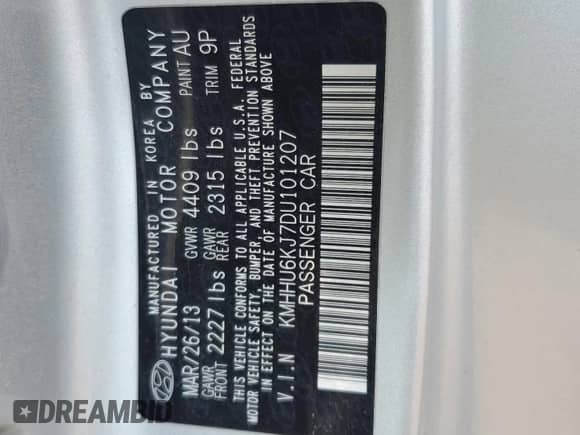 MANUFACTURED IN KOREA BY
HYUNDAI MOTOR COMPANY
MAR/26/13 GVWR 4409 lbs PAINT AU
GAWR FRONT 2227 lbs GAWR REAR 2315 lbs TRIM 9P
THIS VEHICLE CONFORMS TO ALL APPLICABLE U.S.A. FEDERAL
MOTOR VEHICLE SAFETY, BUMPER, AND THEFT PREVENTION STANDARDS
IN EFFECT ON THE DATE OF MANUFACTURE SHOWN ABOVE
V.I.N KMHHU6KJ7DU101207
PASSENGER CAR
DREAMBID